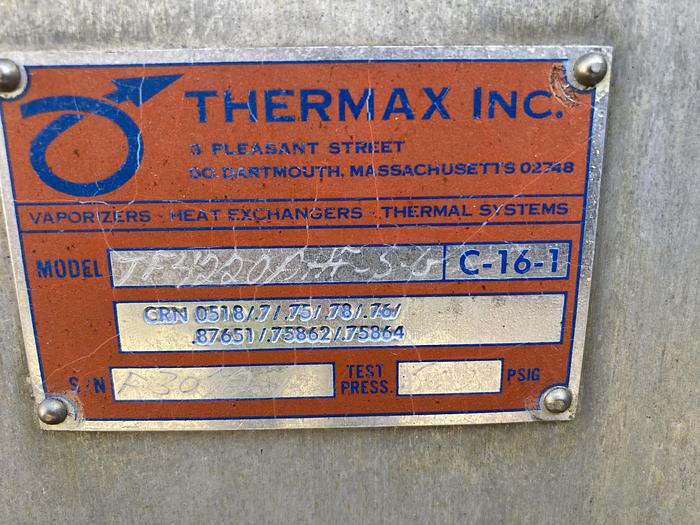 THERMAX INC.
3 PLEASANT STREET
SO. DARTMOUTH, MASSACHUSETTS 02748
VAPORIZERS · HEAT EXCHANGERS · THERMAL SYSTEMS
MODEL C-16-1
CRN 0518/.7/.75/.78/.76/
.87651/.75862/.75864
S/N TEST PRESS. PSIG